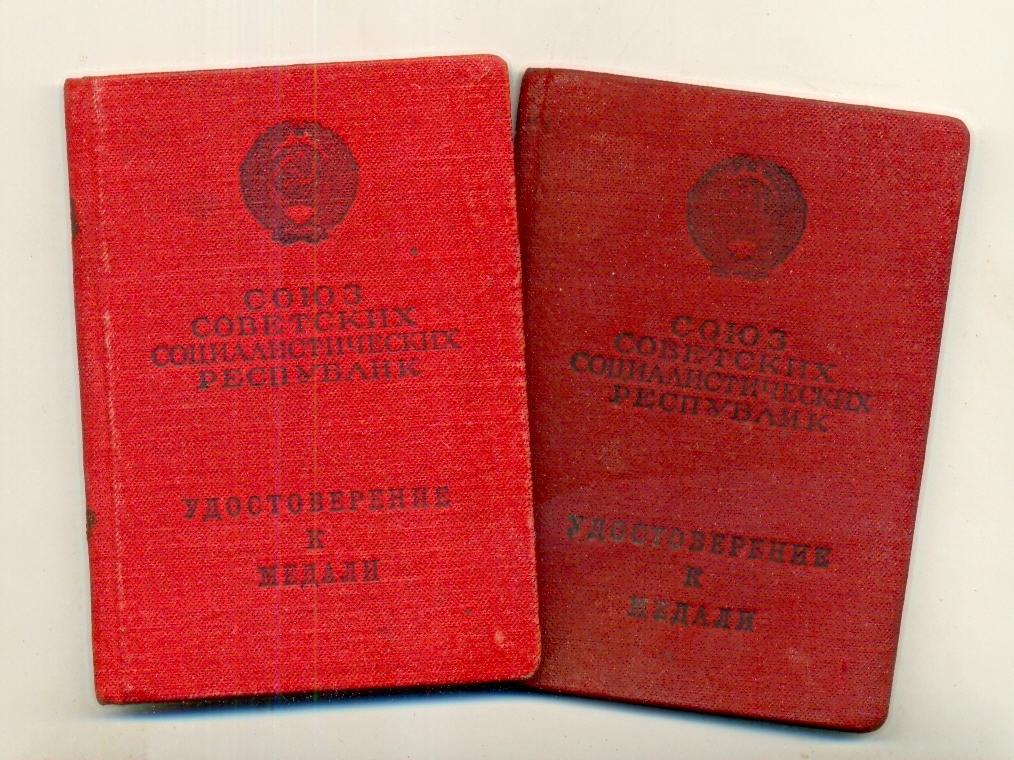 СОЮЗ
СОВЕТСКИХ
СОЦИАЛИСТИЧЕСКИХ
РЕСПУБЛИК
УДОСТОВЕРЕНИЕ
К
МЕДАЛИ
СОЮЗ
СОВЕТСКИХ
СОЦИАЛИСТИЧЕСКИХ
РЕСПУБЛИК
УДОСТОВЕРЕНИЕ
К
МЕДАЛИ